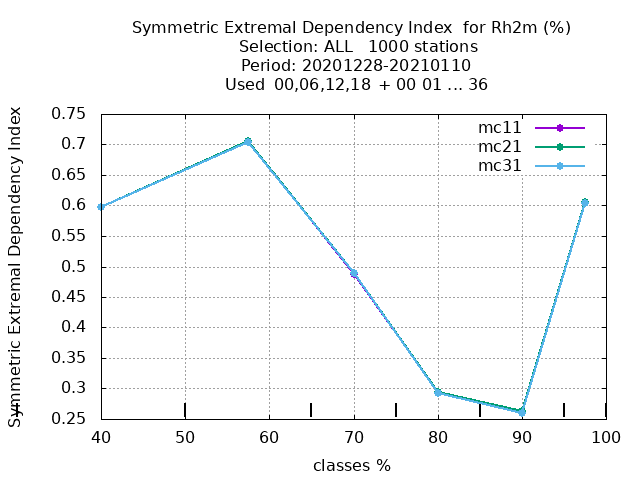 Symmetric Extremal Dependency Index  for Rh2m (%)
Selection: ALL   1000 stations
Period: 20201228-20210110
Used  00,06,12,18 + 00 01 ... 36
Symmetric Extremal Dependency Index
0.75
0.7
0.65
0.6
0.55
0.5
0.45
0.4
0.35
0.3
0.25
mc11
mc21
mc31
40 50 60 70 80 90 100
classes %